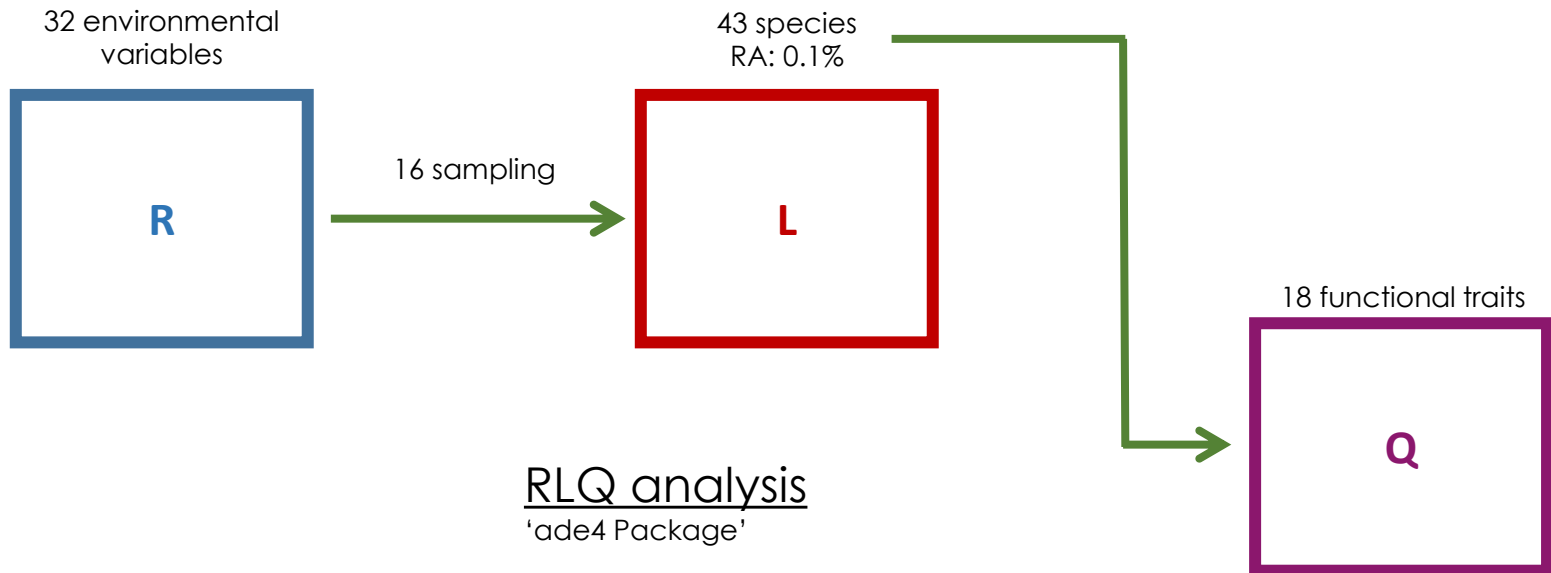 32 environmental
variables
43 species
RA: 0.1%
16 sampling
R
L
18 functional traits
Q
RLQ analysis
‘ade4 Package’